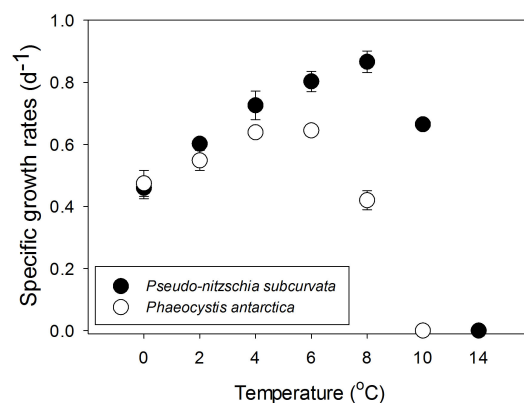 Specific growth rates (d-1)
1.0
0.8
0.6
0.4
0.2
0.0
Pseudo-nitzschia subcurvata
Phaeocystis antarctica
0 2 4 6 8 10 14
Temperature (oC)